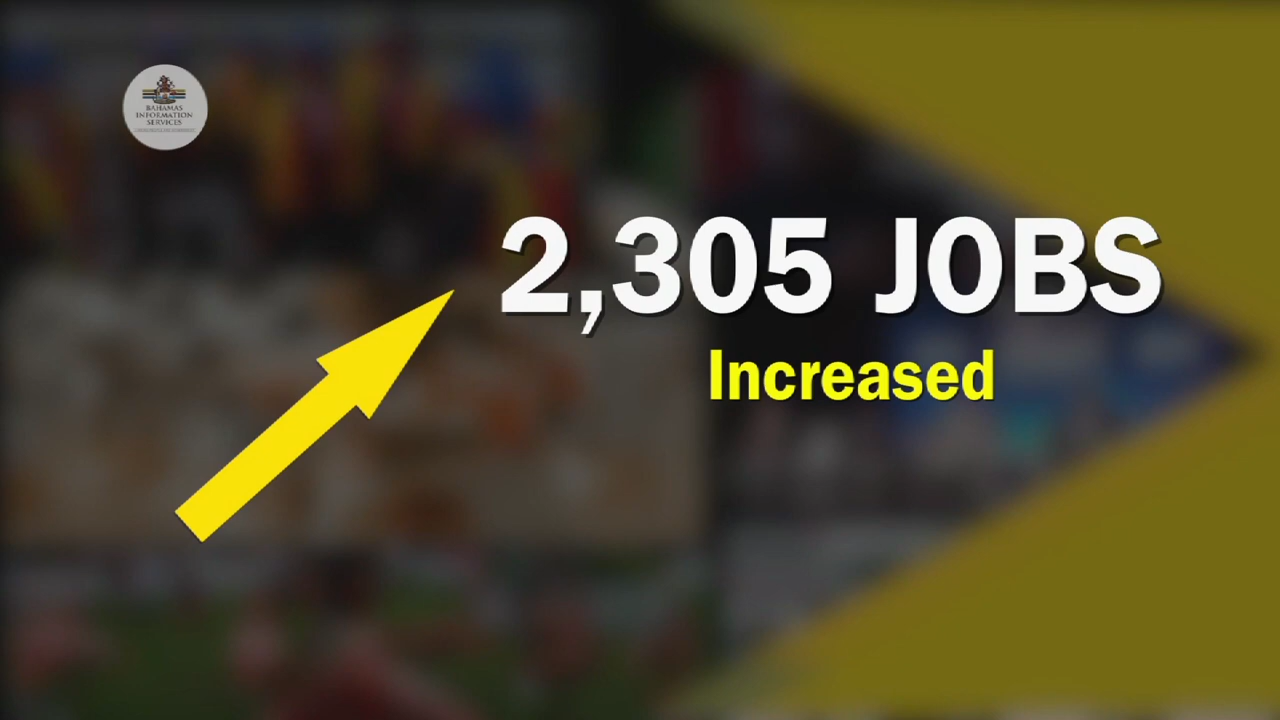 BAHAMAS
INFORMATION
SERVICES
2,305 JOBS
Increased